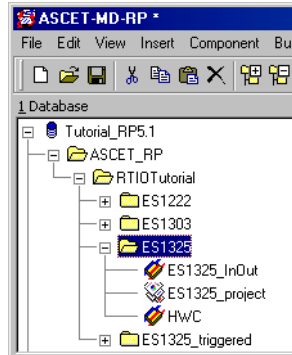 ASCET-MD-RP *
File Edit View Insert Component Bu
1 Database
Tutorial_RP5.1
ASCET_RP
RTIOTutorial
ES1222
ES1303
ES1325
ES1325_InOut
ES1325_project
HWC
ES1325_triggered